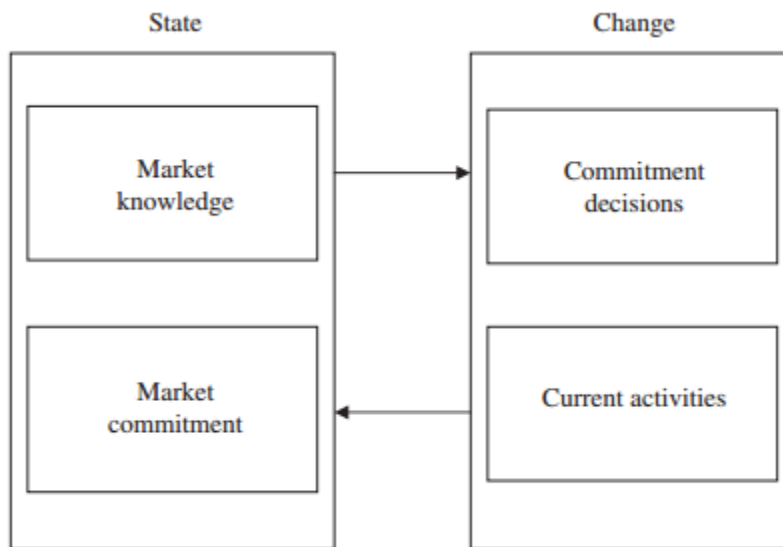 State
Change
Market
knowledge
Commitment
decisions
Market
commitment
Current activities